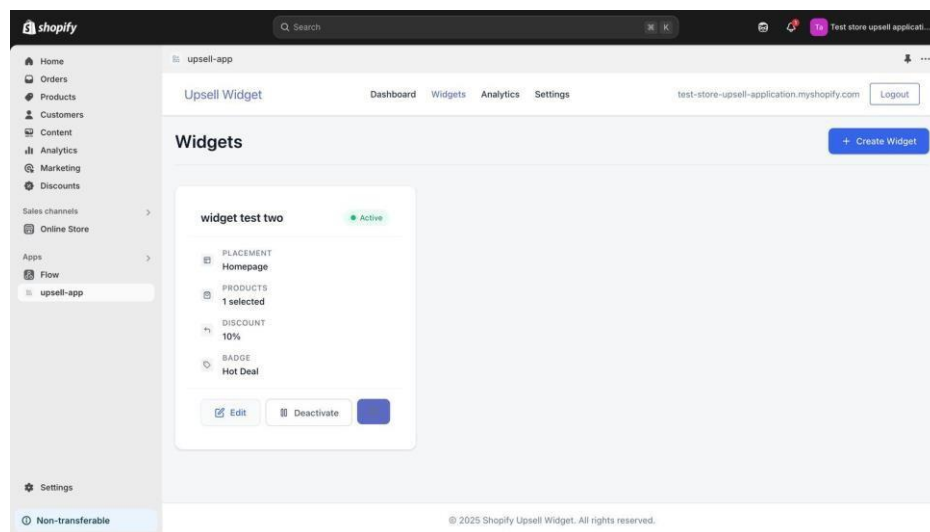 shopify
Search
⌘ K
Ta
Test store upsell applicati...
Home
Orders
Products
Customers
Content
Analytics
Marketing
Discounts
Sales channels
Online Store
Apps
Flow
upsell-app
Settings
Non-transferable
upsell-app
Upsell Widget
Dashboard Widgets Analytics Settings
test-store-upsell-application.myshopify.com
Logout
Widgets
+ Create Widget
widget test two
Active
PLACEMENT
Homepage
PRODUCTS
1 selected
DISCOUNT
10%
BADGE
Hot Deal
Edit
Deactivate
© 2025 Shopify Upsell Widget. All rights reserved.